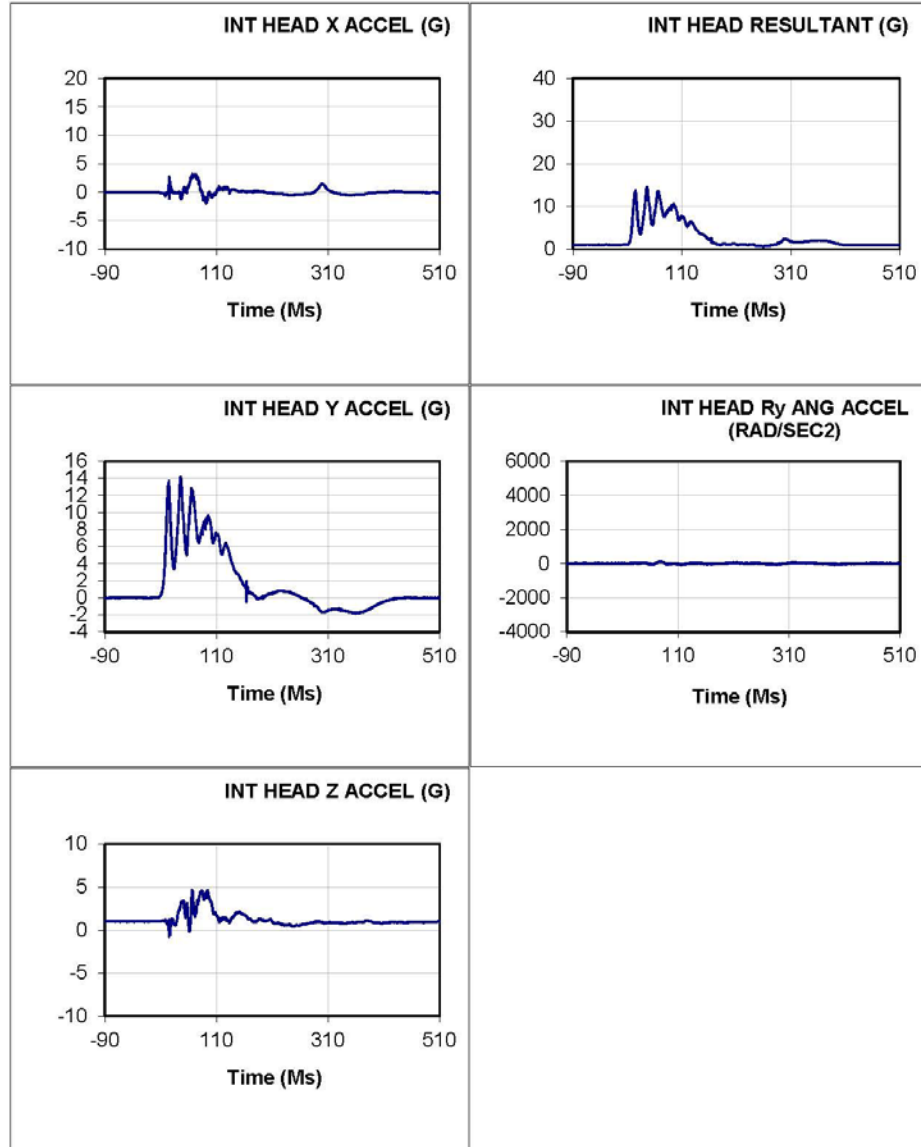 INT HEAD X ACCEL (G)
20
15
10
5
0
-5
-10
-90 110 310 510
Time (Ms)
INT HEAD RESULTANT (G)
40
30
20
10
0
-90 110 310 510
Time (Ms)
INT HEAD Y ACCEL (G)
16
14
12
10
8
6
4
2
0
-2
-4
-90 110 310 510
Time (Ms)
INT HEAD Ry ANG ACCEL
(RAD/SEC2)
6000
4000
2000
0
-2000
-4000
-90 110 310 510
Time (Ms)
INT HEAD Z ACCEL (G)
10
5
0
-5
-10
-90 110 310 510
Time (Ms)